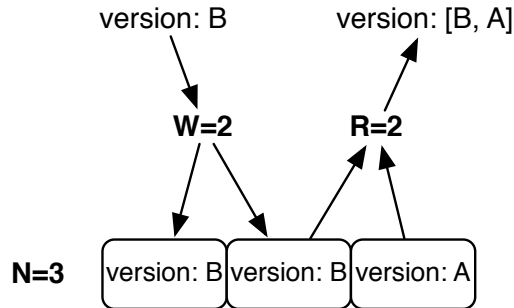 version: B
version: [B, A]
W=2
R=2
N=3
version: B
version: B
version: A